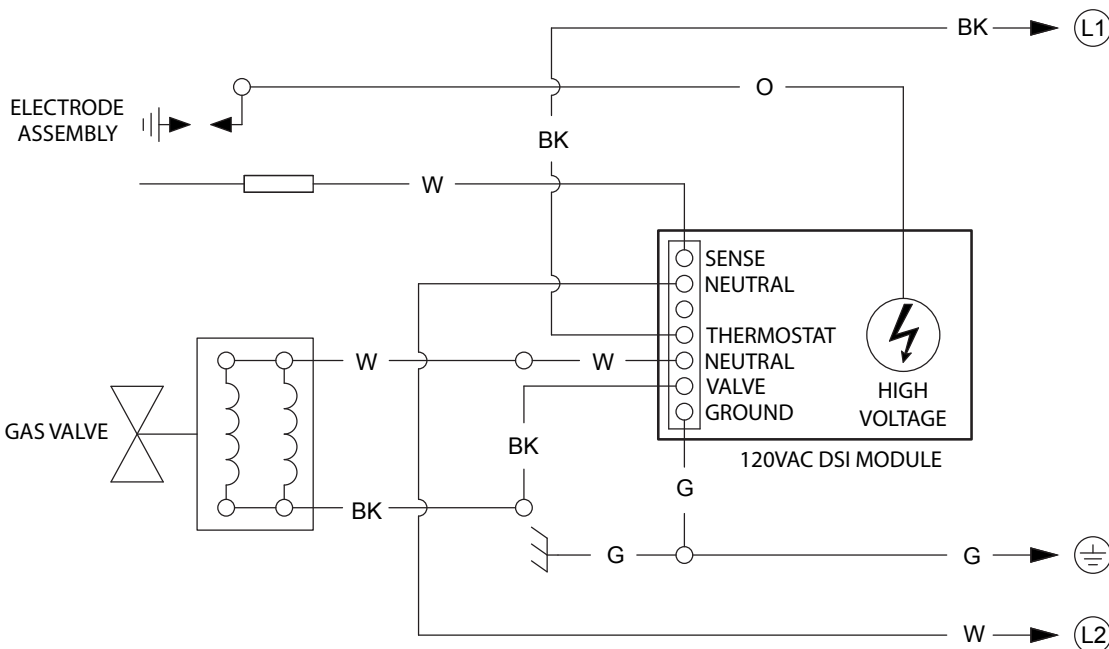 BK
L1
O
ELECTRODE
ASSEMBLY
BK
W
SENSE
NEUTRAL
THERMOSTAT
NEUTRAL
VALVE
GROUND
HIGH
VOLTAGE
120VAC DSI MODULE
W
W
GAS VALVE
BK
BK
G
G
G
W
L2